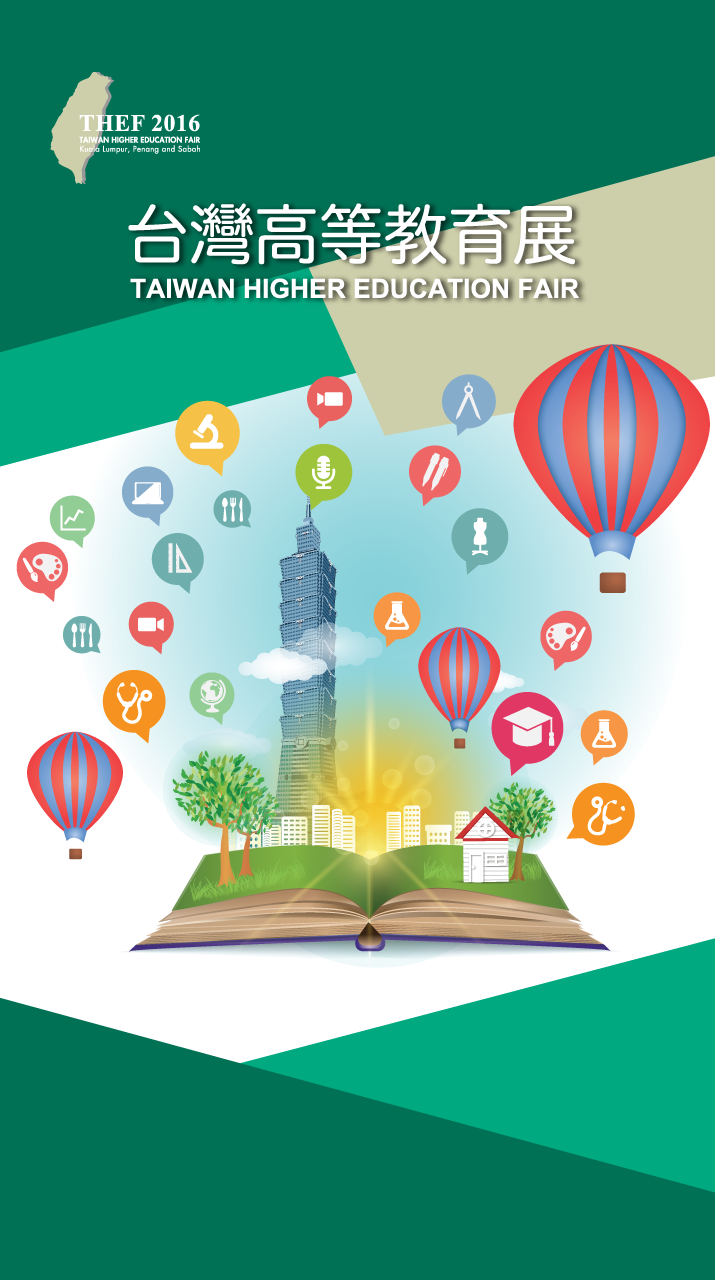 THEF 2016
TAIWAN HIGHER EDUCATION FAIR
Kuala Lumpur, Penang and Sabah
台灣高等教育展
TAIWAN HIGHER EDUCATION FAIR